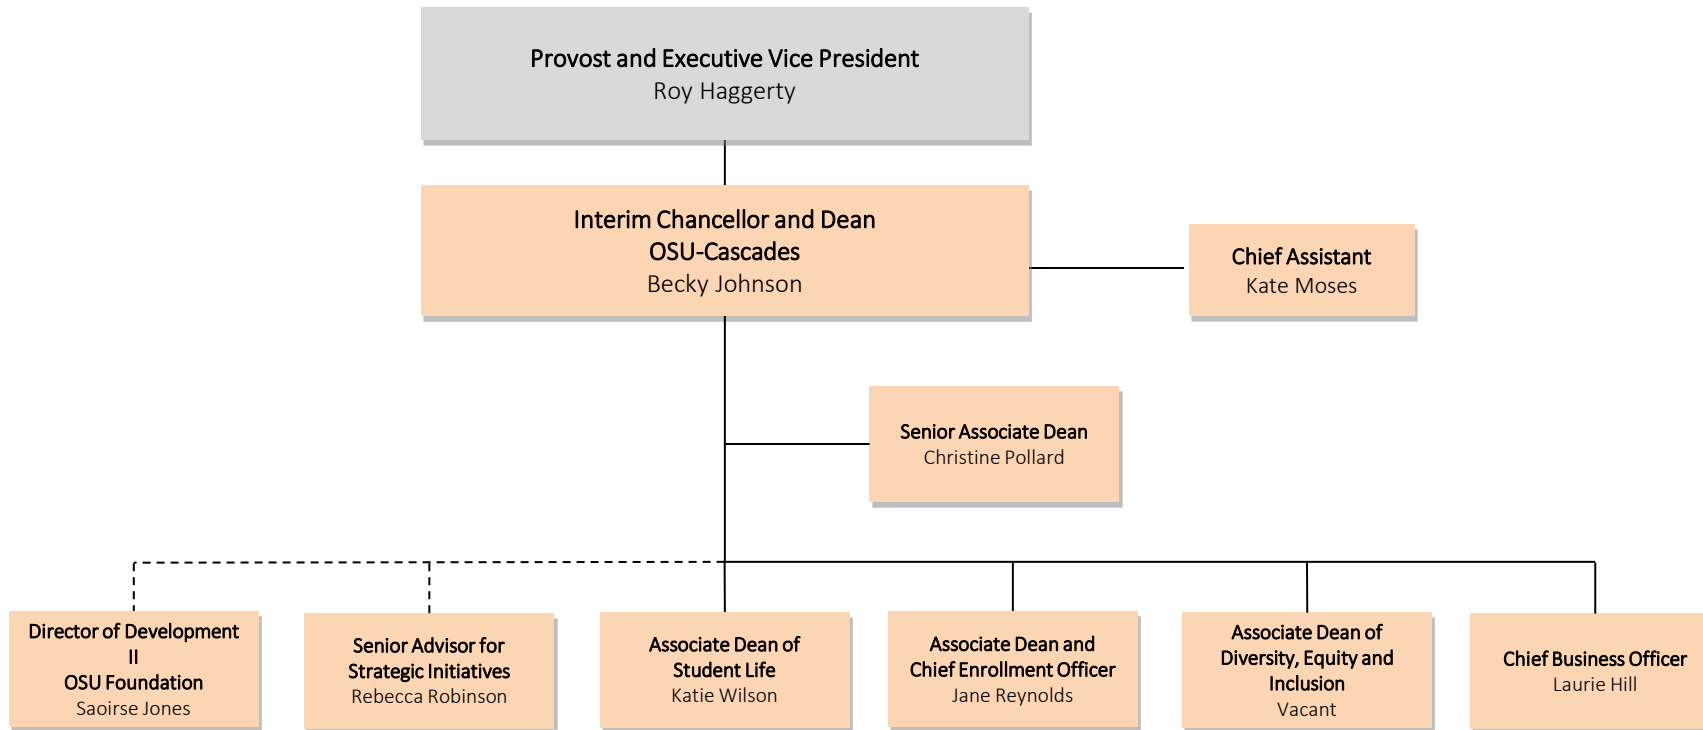 Provost and Executive Vice President
Roy Haggerty
Interim Chancellor and Dean
OSU-Cascades
Becky Johnson
Chief Assistant
Kate Moses
Senior Associate Dean
Christine Pollard
Director of Development
II
OSU Foundation
Saoirse Jones
Senior Advisor for
Strategic Initiatives
Rebecca Robinson
Associate Dean of
Student Life
Katie Wilson
Associate Dean and
Chief Enrollment Officer
Jane Reynolds
Associate Dean of
Diversity, Equity and
Inclusion
Vacant
Chief Business Officer
Laurie Hill